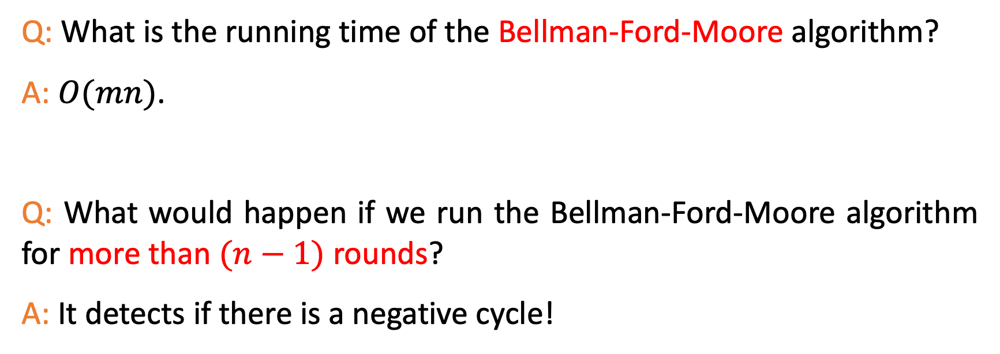 Q: What is the running time of the Bellman-Ford-Moore algorithm?
A: O(mn).
Q: What would happen if we run the Bellman-Ford-Moore algorithm
for more than (n − 1) rounds?
A: It detects if there is a negative cycle!